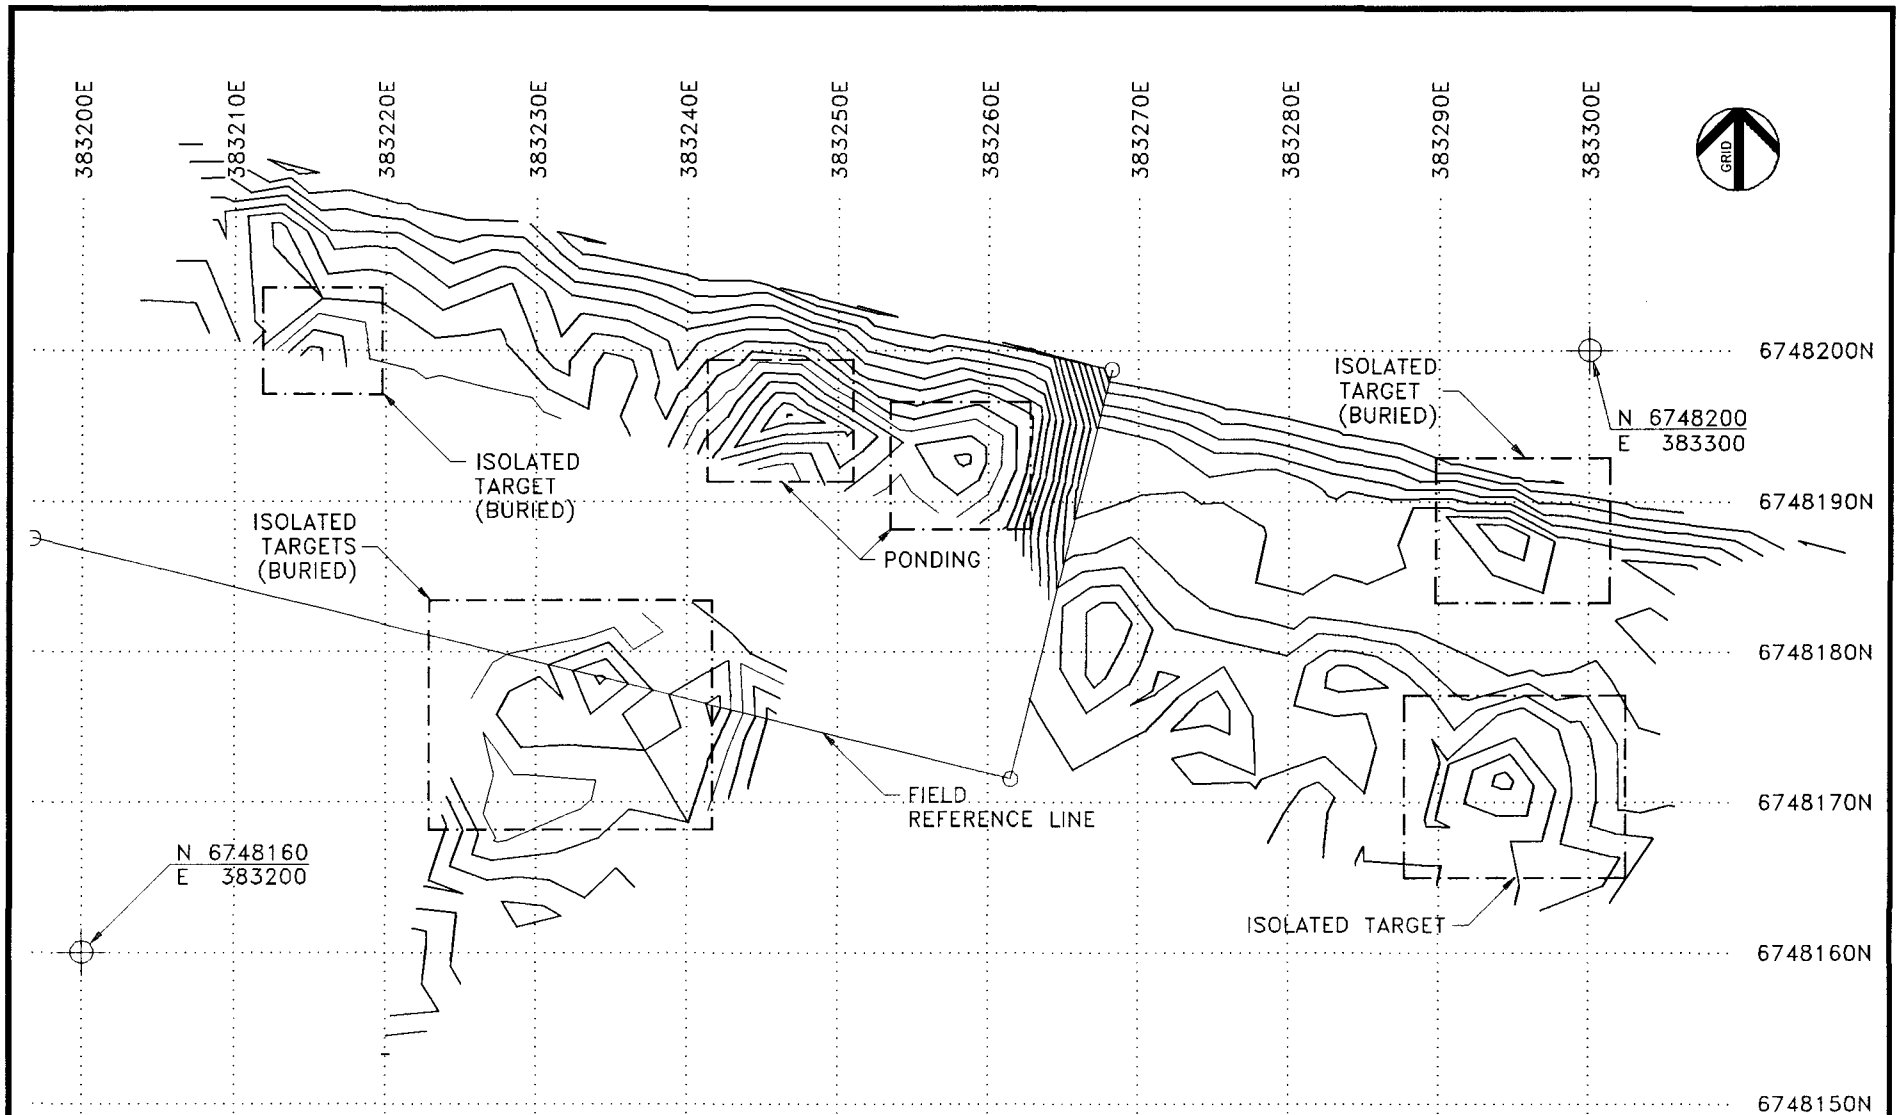 383200E
383210E
383220E
383230E
383240E
383250E
383260E
383270E
383280E
383290E
383300E
GRID
6748200N
ISOLATED
TARGET
(BURIED)
N 6748200
E 383300
ISOLATED
TARGET
(BURIED)
6748190N
ISOLATED
TARGETS
(BURIED)
PONDING
6748180N
FIELD
REFERENCE LINE
6748170N
N 6748160
E 383200
ISOLATED TARGET
6748160N
6748150N